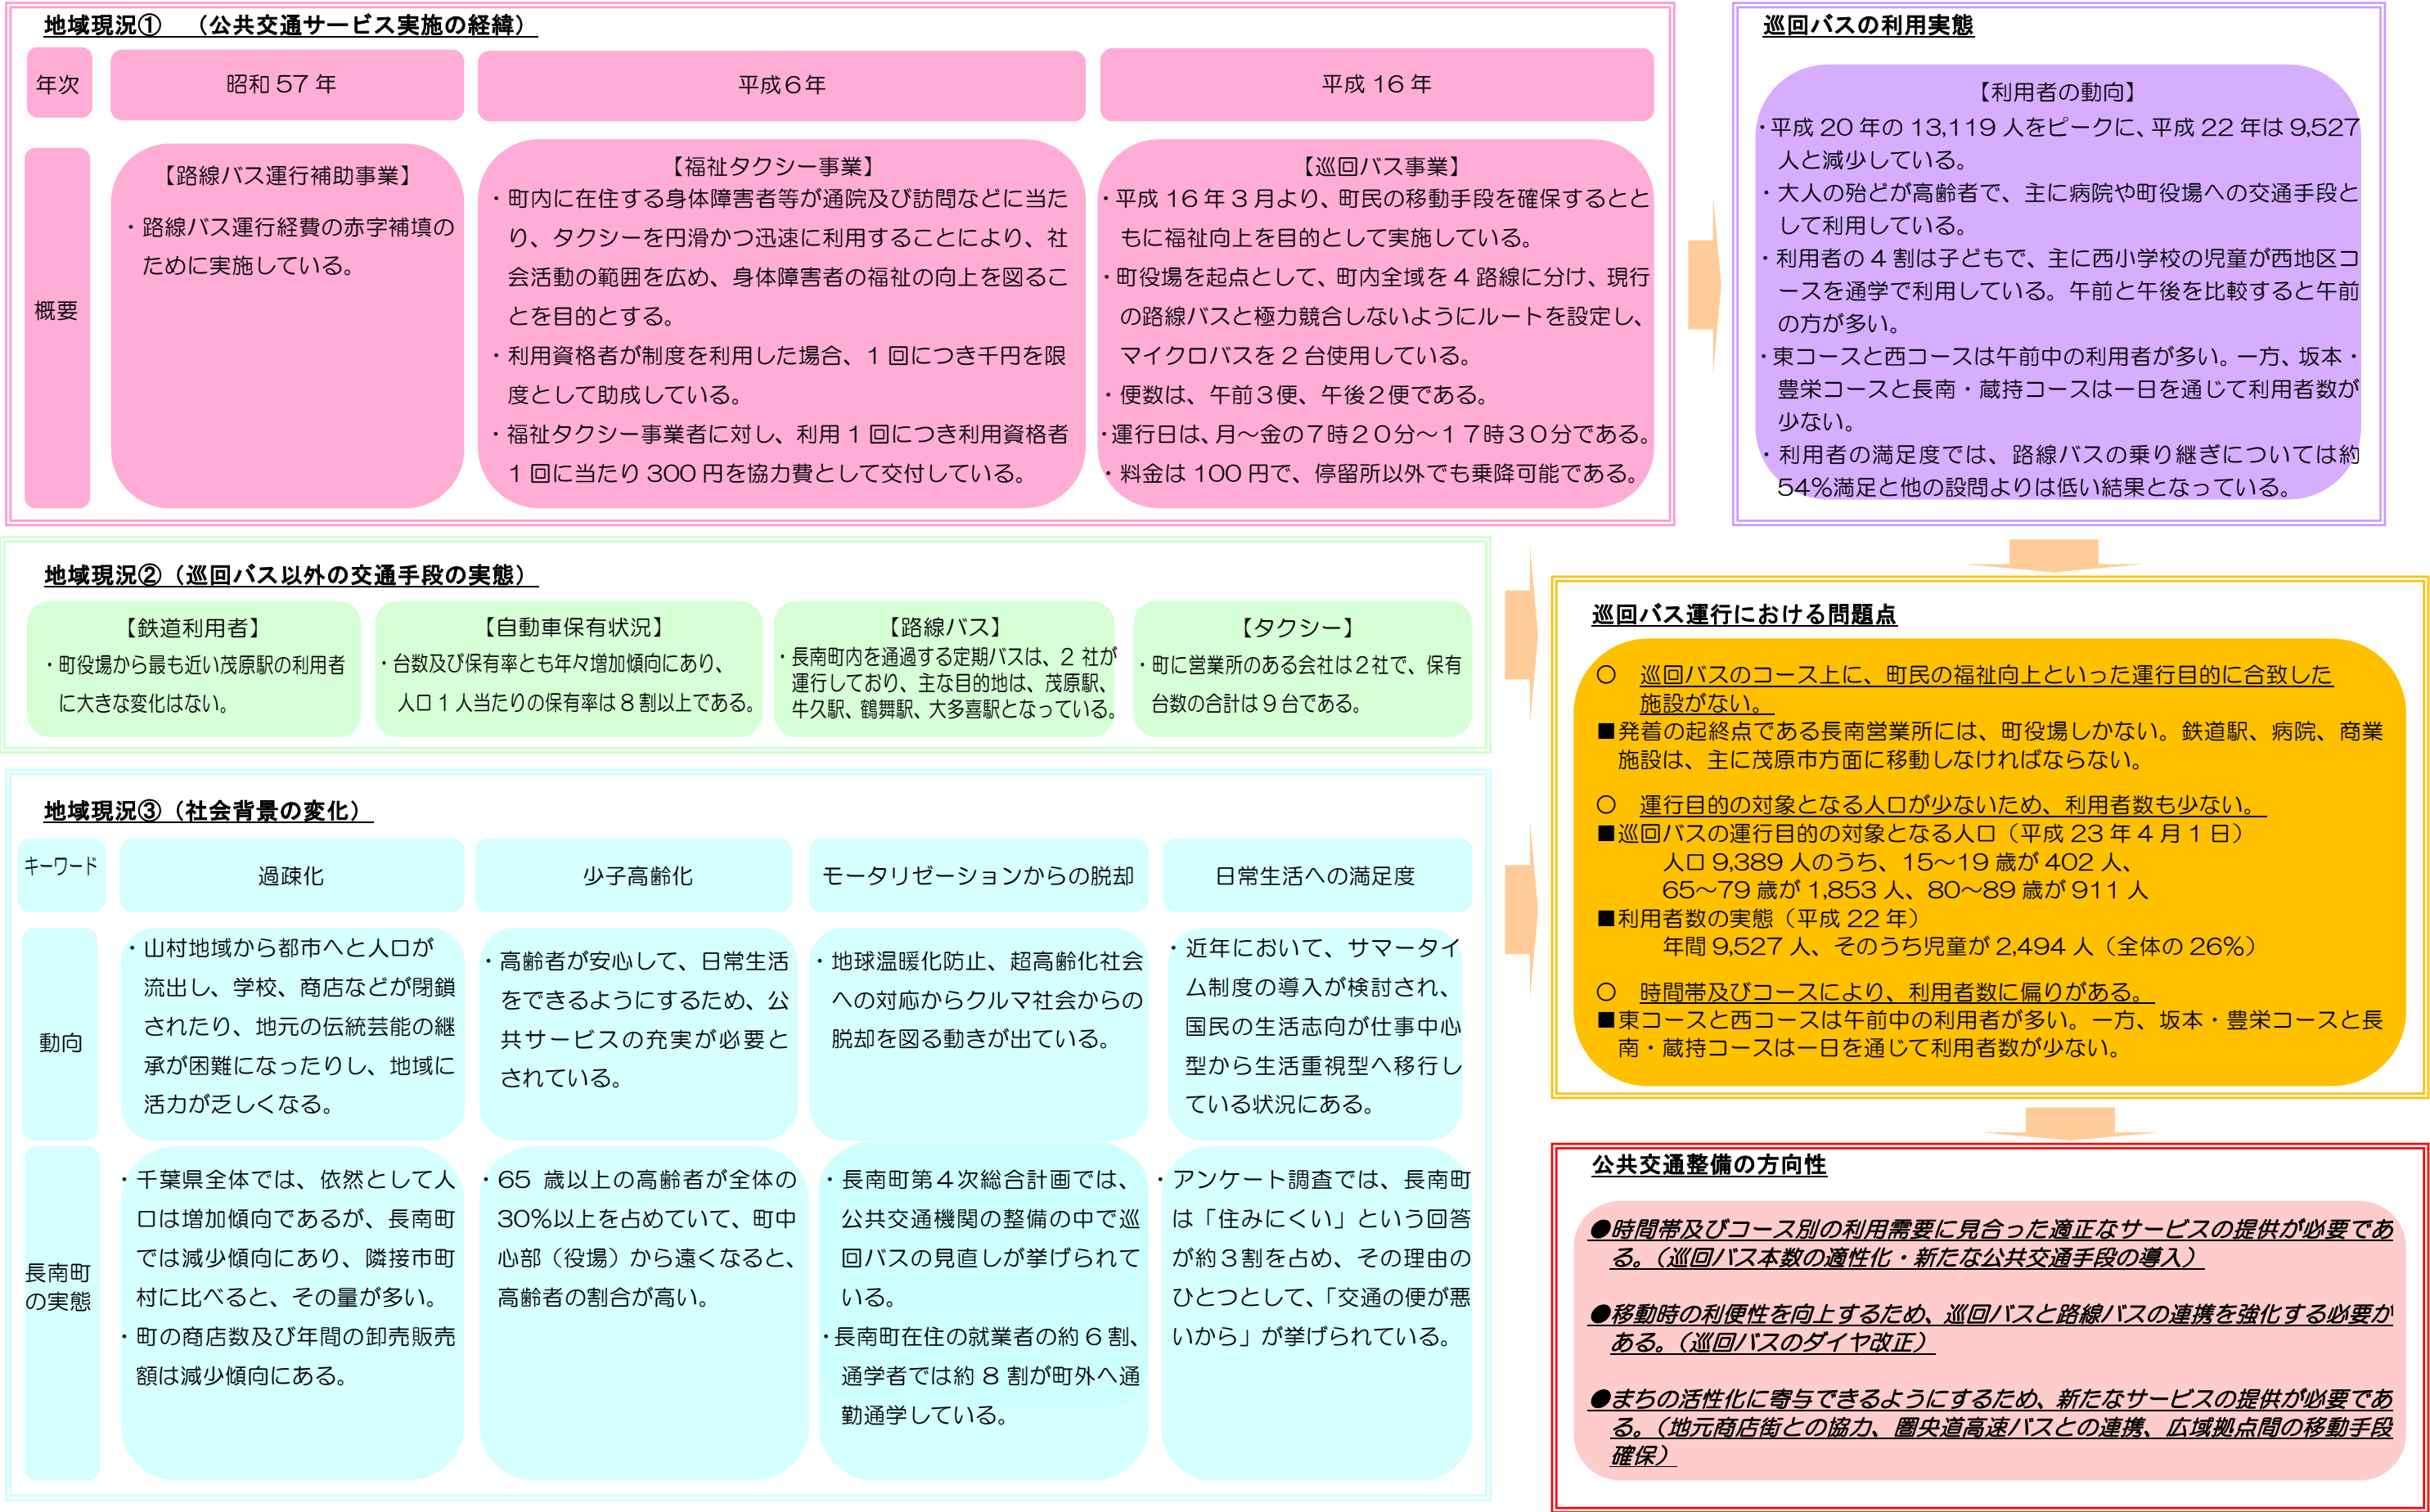 地域現況① （公共交通サービス実施の経緯）
年次
昭和 57 年
平成６年
平成 16 年
概要
【路線バス運行補助事業】
・路線バス運行経費の赤字補填の
ために実施している。
【福祉タクシー事業】
・町内に在住する身体障害者等が通院及び訪問などに当た
り、タクシーを円滑かつ迅速に利用することにより、社
会活動の範囲を広め、身体障害者の福祉の向上を図るこ
とを目的とする。
・利用資格者が制度を利用した場合、1 回につき千円を限
度として助成している。
・福祉タクシー事業者に対し、利用 1 回につき利用資格者
1 回に当たり 300 円を協力費として交付している。
【巡回バス事業】
・平成 16 年 3 月より、町民の移動手段を確保するとと
もに福祉向上を目的として実施している。
・町役場を起点として、町内全域を 4 路線に分け、現行
の路線バスと極力競合しないようにルートを設定し、
マイクロバスを 2 台使用している。
・便数は、午前３便、午後２便である。
・運行日は、月～金の７時２０分～１７時３０分である。
・料金は 100 円で、停留所以外でも乗降可能である。
巡回バスの利用実態
【利用者の動向】
・平成 20 年の 13,119 人をピークに、平成 22 年は 9,527
人と減少している。
・大人の殆どが高齢者で、主に病院や町役場への交通手段と
して利用している。
・利用者の 4 割は子どもで、主に西小学校の児童が西地区コ
ースを通学で利用している。午前と午後を比較すると午前
の方が多い。
・東コースと西コースは午前中の利用者が多い。一方、坂本・
豊栄コースと長南・蔵持コースは一日を通じて利用者数が
少ない。
・利用者の満足度では、路線バスの乗り継ぎについては約
54%満足と他の設問よりは低い結果となっている。
地域現況②（巡回バス以外の交通手段の実態）
【鉄道利用者】
・町役場から最も近い茂原駅の利用者
に大きな変化はない。
【自動車保有状況】
・台数及び保有率とも年々増加傾向にあり、
人口 1 人当たりの保有率は 8 割以上である。
【路線バス】
・長南町内を通過する定期バスは、2 社が
運行しており、主な目的地は、茂原駅、
牛久駅、鶴舞駅、大多喜駅となっている。
【タクシー】
・町に営業所のある会社は２社で、保有
台数の合計は 9 台である。
地域現況③（社会背景の変化）
キーワード
過疎化
少子高齢化
モータリゼーションからの脱却
日常生活への満足度
動向
・山村地域から都市へと人口が
流出し、学校、商店などが閉鎖
されたり、地元の伝統芸能の継
承が困難になったりし、地域に
活力が乏しくなる。
・高齢者が安心して、日常生活
をできるようにするため、公
共サービスの充実が必要と
されている。
・地球温暖化防止、超高齢化社会
への対応からクルマ社会からの
脱却を図る動きが出ている。
・近年において、サマータイ
ム制度の導入が検討され、
国民の生活志向が仕事中心
型から生活重視型へ移行し
ている状況にある。
長南町
の実態
・千葉県全体では、依然として人
口は増加傾向であるが、長南町
では減少傾向にあり、隣接市町
村に比べると、その量が多い。
・町の商店数及び年間の卸売販売
額は減少傾向にある。
・65 歳以上の高齢者が全体の
30%以上を占めていて、町中
心部（役場）から遠くなると、
高齢者の割合が高い。
・長南町第４次総合計画では、
公共交通機関の整備の中で巡
回バスの見直しが挙げられて
いる。
・長南町在住の就業者の約 6 割、
通学者では約 8 割が町外へ通
勤通学している。
・アンケート調査では、長南町
は「住みにくい」という回答
が約３割を占め、その理由の
ひとつとして、「交通の便が悪
いから」が挙げられている。
巡回バス運行における問題点
○ 巡回バスのコース上に、町民の福祉向上といった運行目的に合致した
施設がない。
■発着の起終点である長南営業所には、町役場しかない。鉄道駅、病院、商業
施設は、主に茂原市方面に移動しなければならない。
○ 運行目的の対象となる人口が少ないため、利用者数も少ない。
■巡回バスの運行目的の対象となる人口（平成 23 年 4 月 1 日）
人口 9,389 人のうち、15～19 歳が 402 人、
65～79 歳が 1,853 人、80～89 歳が 911 人
■利用者数の実態（平成 22 年）
年間 9,527 人、そのうち児童が 2,494 人（全体の 26%）
○ 時間帯及びコースにより、利用者数に偏りがある。
■東コースと西コースは午前中の利用者が多い。一方、坂本・豊栄コースと長
南・蔵持コースは一日を通じて利用者数が少ない。
公共交通整備の方向性
●時間帯及びコース別の利用需要に見合った適正なサービスの提供が必要であ
る。（巡回バス本数の適性化・新たな公共交通手段の導入）
●移動時の利便性を向上するため、巡回バスと路線バスの連携を強化する必要が
ある。（巡回バスのダイヤ改正）
●まちの活性化に寄与できるようにするため、新たなサービスの提供が必要であ
る。（地元商店街との協力、圏央道高速バスとの連携、広域拠点間の移動手段
確保）